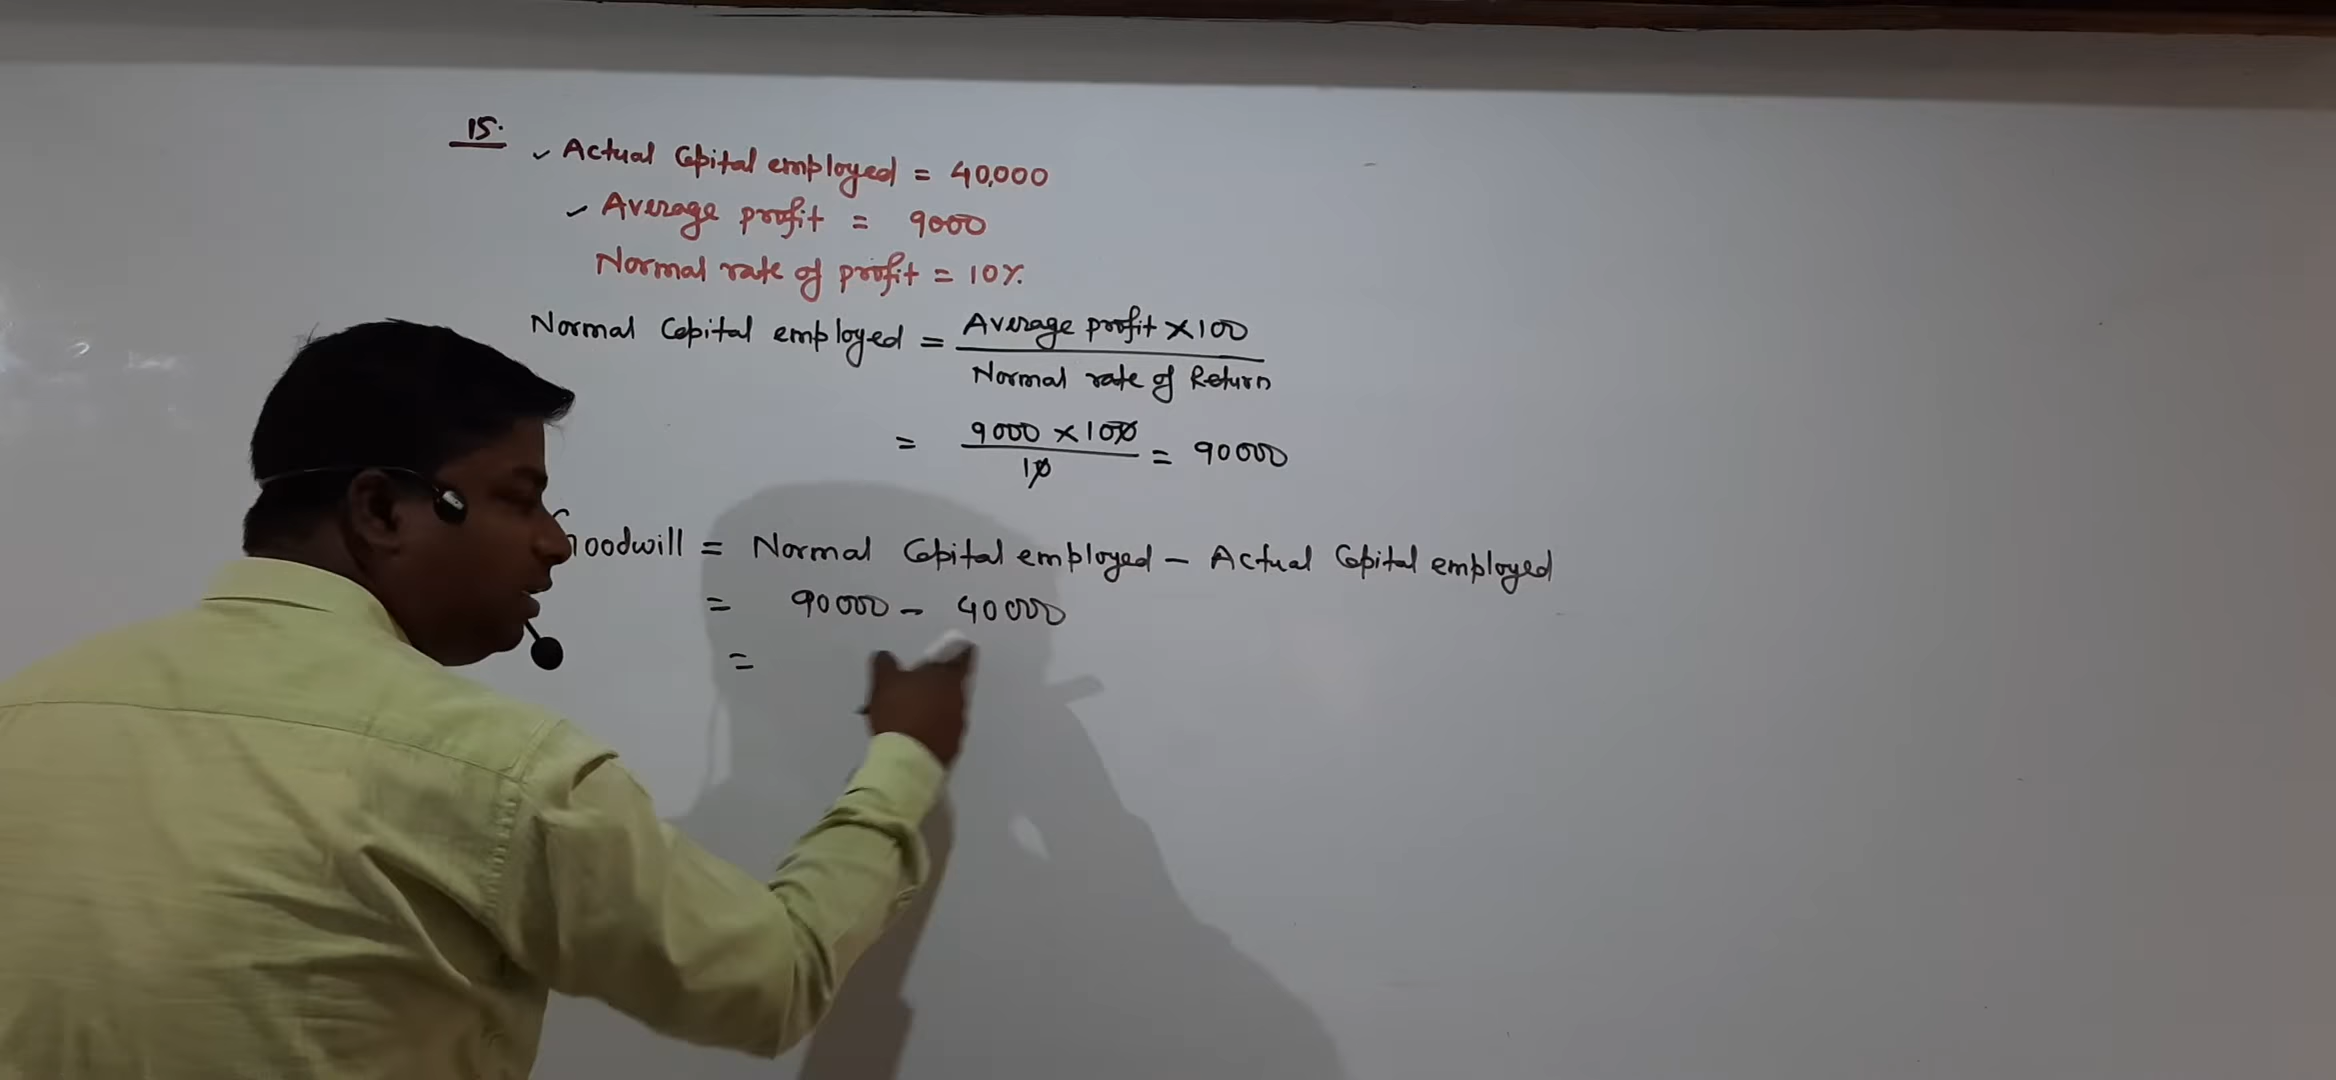 15.
✓ Actual Capital employed = 40,000
✓ Average profit = 9000
Normal rate of profit = 10%.
Normal Capital employed = Average profit × 100
Normal rate of Return
= 9000 × 100 = 90000
10
Goodwill = Normal Capital employed - Actual Capital employed
= 90000 - 40000
=